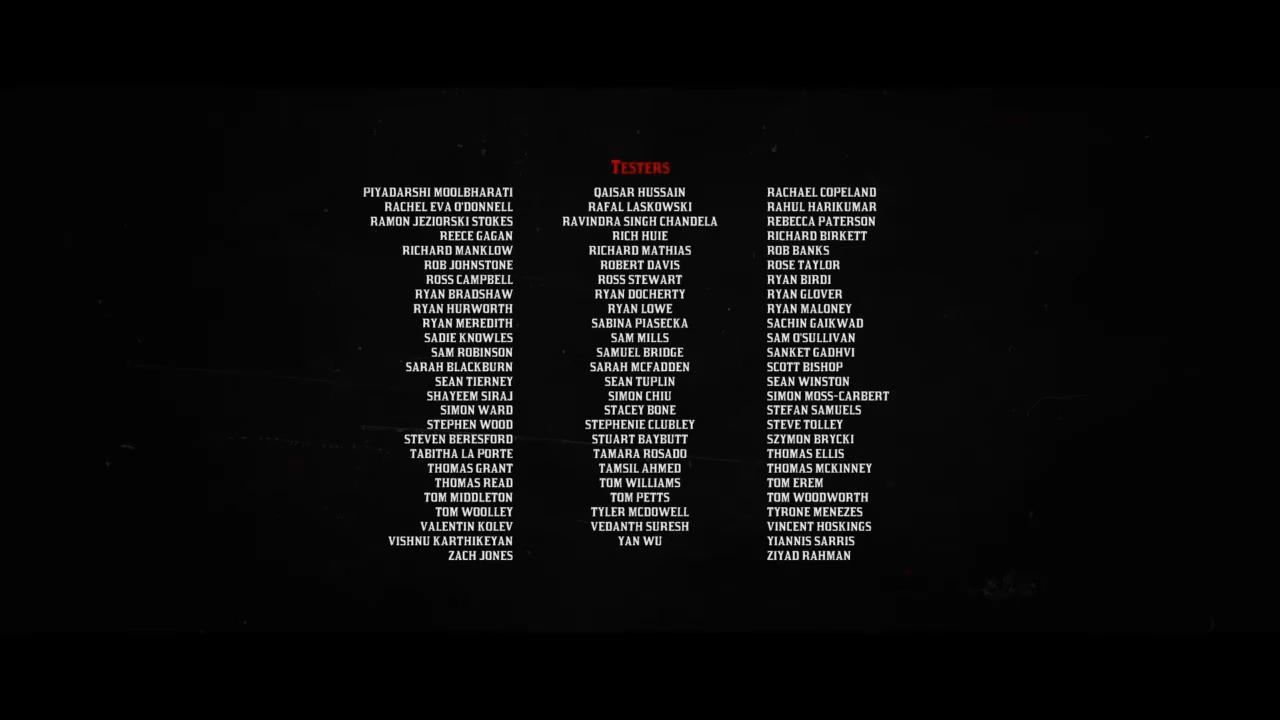 Testers
PIYADARSHI MOOLBHARATI QAISAR HUSSAIN RACHAEL COPELAND
RACHEL EVA O'DONNELL RAFAL LASKOWSKI RAHUL HARIKUMAR
RAMON JEZIORSKI STOKES RAVINDRA SINGH CHANDELA REBECCA PATERSON
REECE GAGAN RICH HUIE RICHARD BIRKETT
RICHARD MANKLOW RICHARD MATHIAS ROB BANKS
ROB JOHNSTONE ROBERT DAVIS ROSE TAYLOR
ROSS CAMPBELL ROSS STEWART RYAN BIRDI
RYAN BRADSHAW RYAN DOCHERTY RYAN GLOVER
RYAN HURWORTH RYAN LOWE RYAN MALONEY
RYAN MEREDITH SABINA PIASECKA SACHIN GAIKWAD
SADIE KNOWLES SAM MILLS SAM O'SULLIVAN
SAM ROBINSON SAMUEL BRIDGE SANKET GADHVI
SARAH BLACKBURN SARAH MCFADDEN SCOTT BISHOP
SEAN TIERNEY SEAN TUPLIN SEAN WINSTON
SHAYEEM SIRAJ SIMON CHIU SIMON MOSS-CARBERT
SIMON WARD STACEY BONE STEFAN SAMUELS
STEPHEN WOOD STEPHENIE CLUBLEY STEVE TOLLEY
STEVEN BERESFORD STUART BAYBUTT SZYMON BRYCKI
TABITHA LA PORTE TAMARA ROSADO THOMAS ELLIS
THOMAS GRANT TAMSIL AHMED THOMAS MCKINNEY
THOMAS READ TOM WILLIAMS TOM EREM
TOM MIDDLETON TOM PETTS TOM WOODWORTH
TOM WOOLLEY TYLER MCDOWELL TYRONE MENEZES
VALENTIN KOLEV VEDANTH SURESH VINCENT HOSKINGS
VISHNU KARTHIKEYAN YAN WU YIANNIS SARRIS
ZACH JONES ZIYAD RAHMAN